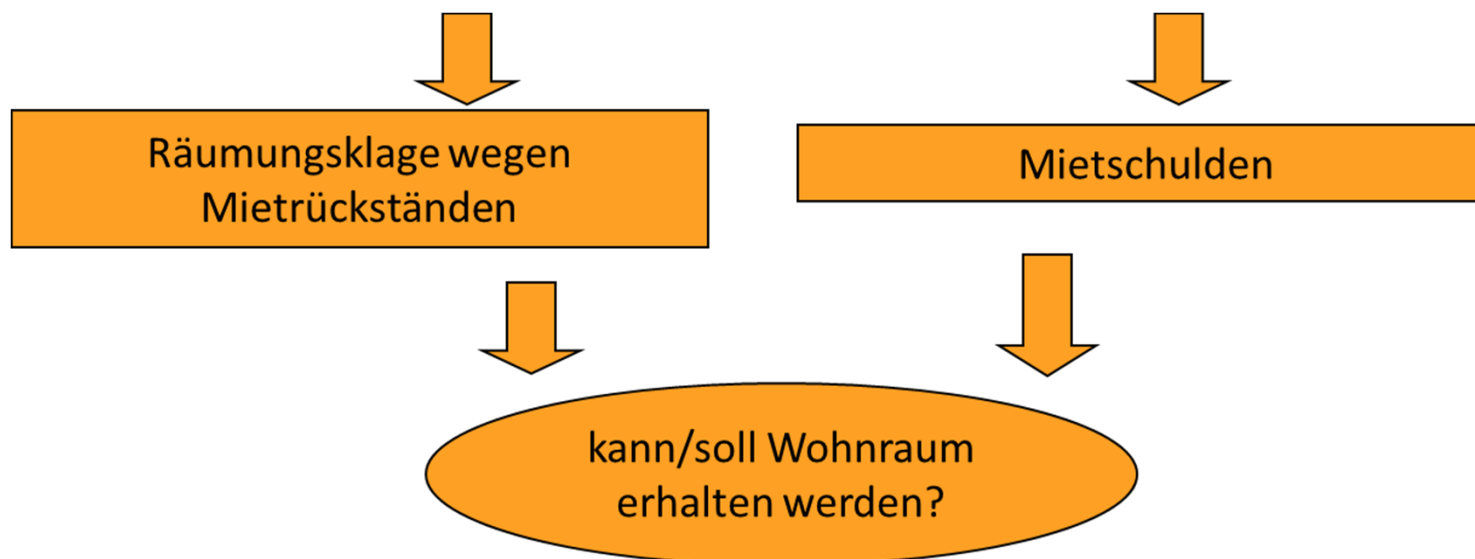 Räumungsklage wegen
Mietrückständen
Mietschulden
kann/soll Wohnraum
erhalten werden?